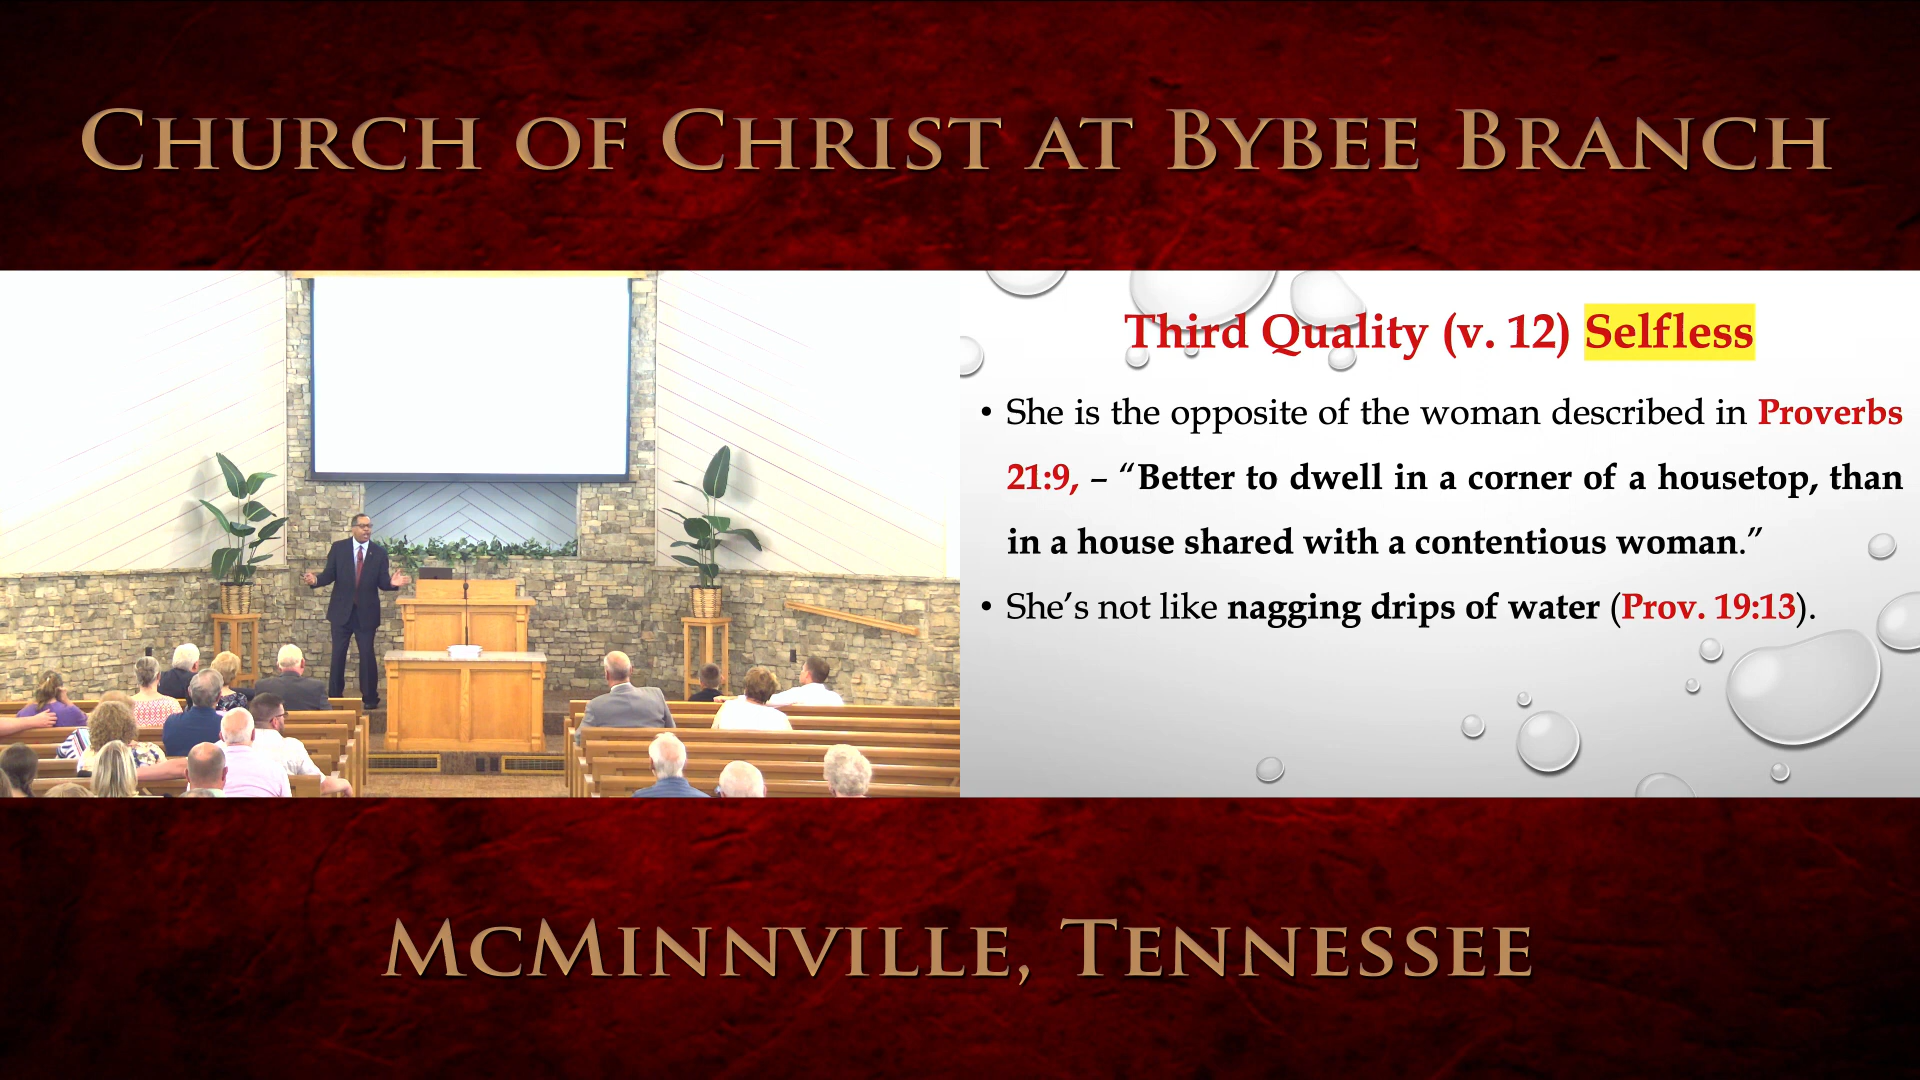 Church of Christ at Bybee Branch
Third Quality (v. 12) Selfless
• She is the opposite of the woman described in Proverbs
21:9, – “Better to dwell in a corner of a housetop, than
in a house shared with a contentious woman.”
• She’s not like nagging drips of water (Prov. 19:13).
McMinnville, Tennessee